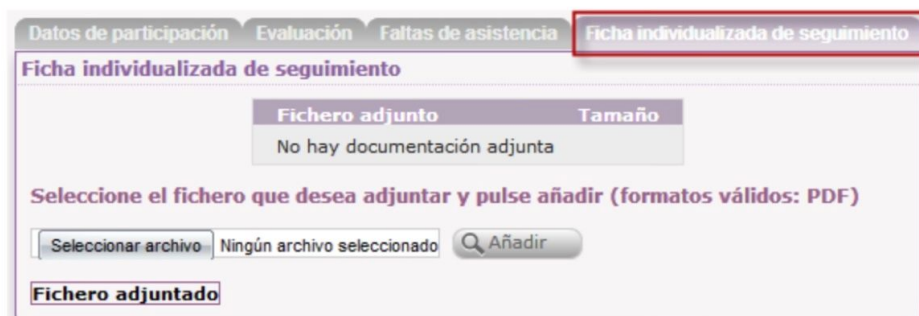 Datos de participación Evaluación Faltas de asistencia Ficha individualizada de seguimiento
Ficha individualizada de seguimiento
Fichero adjunto Tamaño
No hay documentación adjunta
Seleccione el fichero que desea adjuntar y pulse añadir (formatos válidos: PDF)
Seleccionar archivo Ningún archivo seleccionado Añadir
Fichero adjuntado